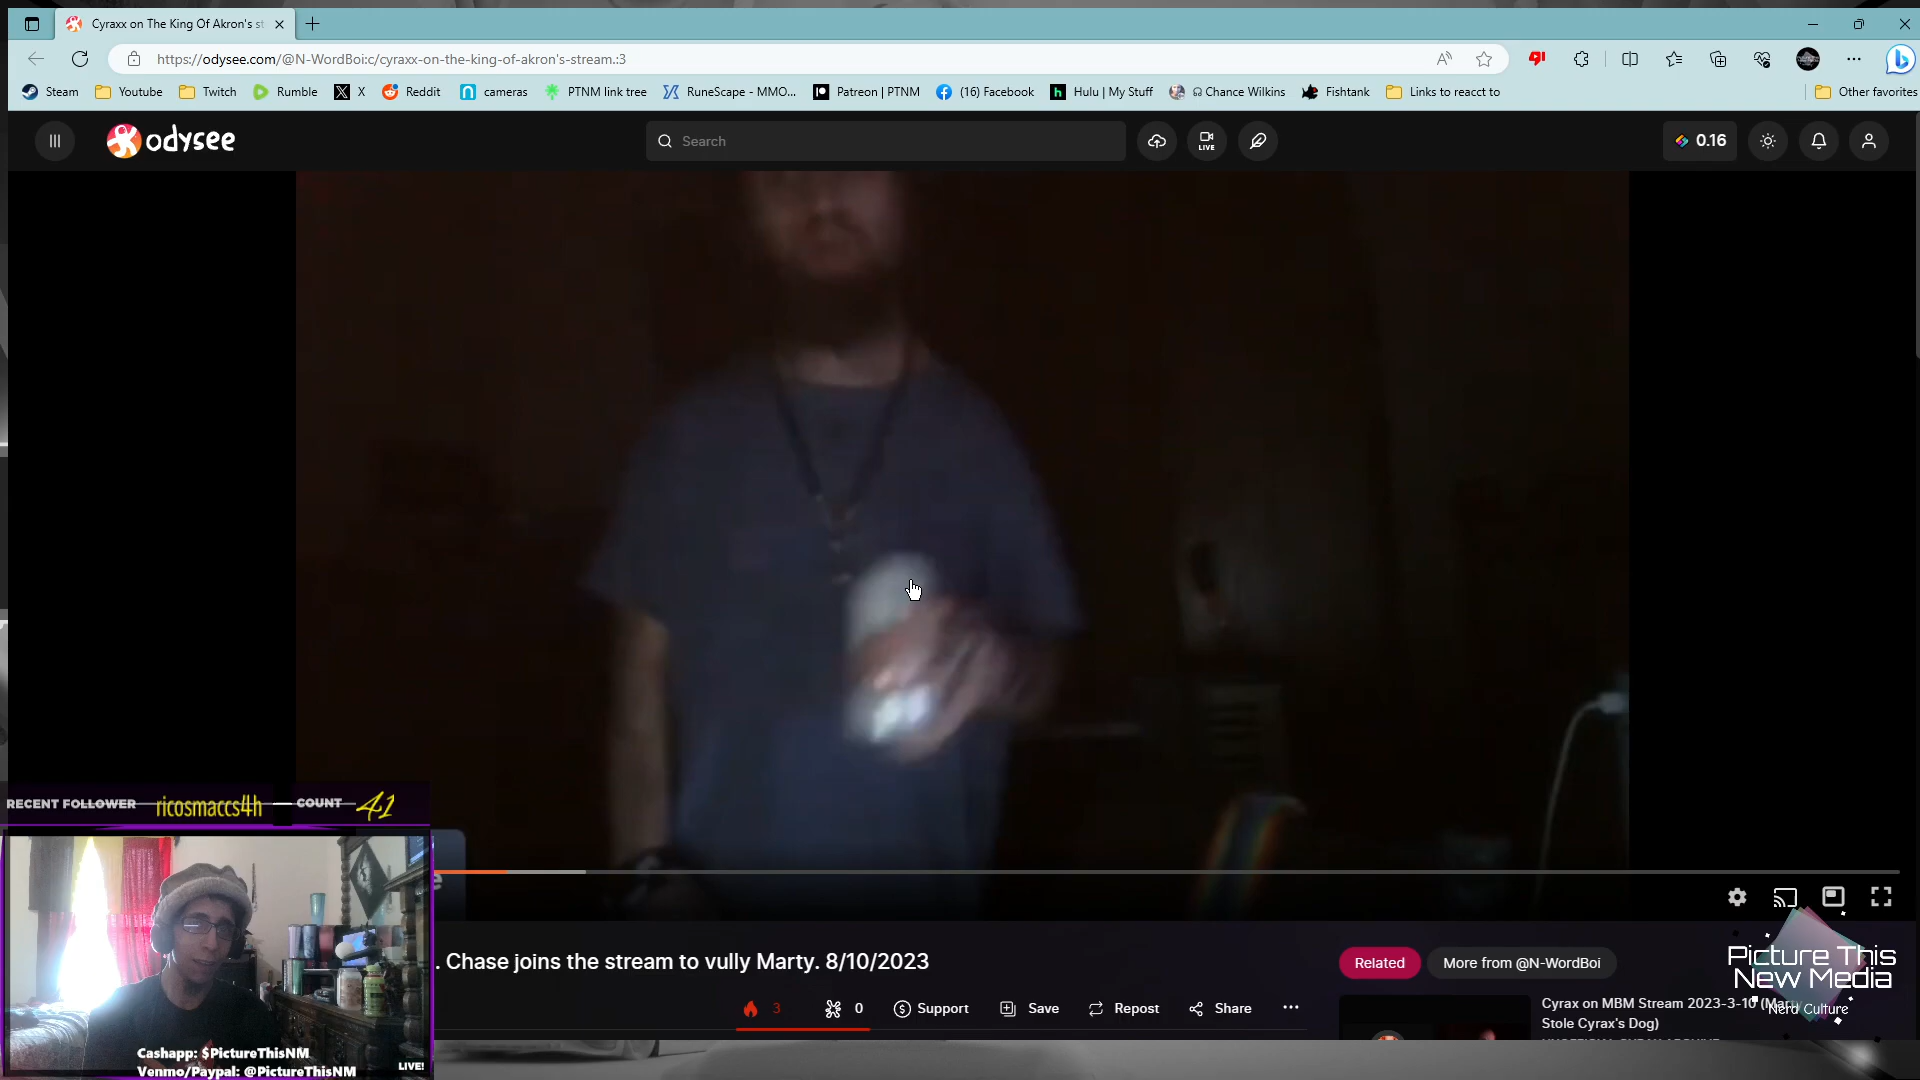 Cyraxx on The King Of Akron's st
https://odysee.com/@N-WordBoi:c/cyraxx-on-the-king-of-akron's-stream.:3
Steam
Youtube
Twitch
Rumble
X
Reddit
cameras
PTNM link tree
RuneScape - MMO...
Patreon | PTNM
(16) Facebook
Hulu | My Stuff
Chance Wilkins
Fishtank
Links to reacct to
Other favorites
odysee
Search
LIVE
0.16
RECENT FOLLOWER
ricosmaccs4h
COUNT
41
. Chase joins the stream to vully Marty. 8/10/2023
Related
More from @N-WordBoi
3
0
Support
Save
Repost
Share
Cyrax on MBM Stream 2023-3-10 (Marty
Stole Cyrax's Dog)
Picture This
New Media
Nerd Culture
Cashapp: $PictureThisNM
Venmo/Paypal: @PictureThisNM
LIVE!